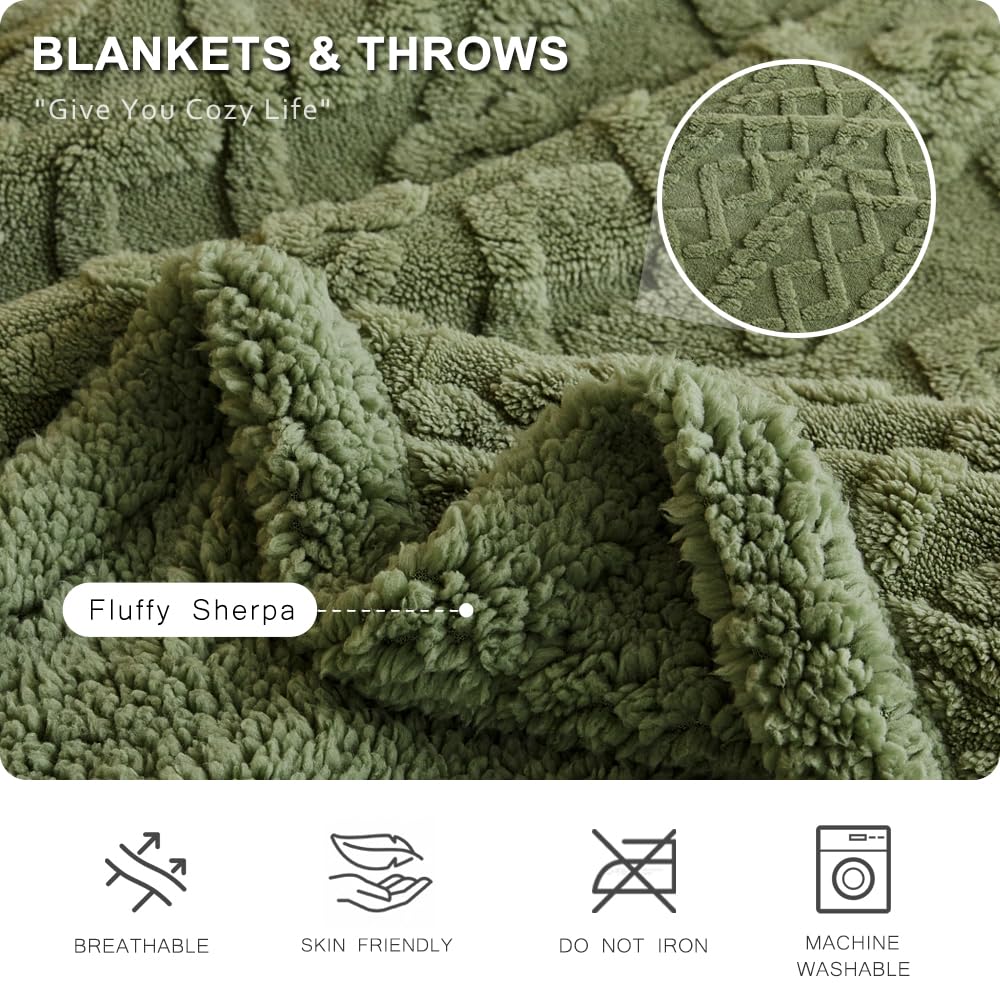 BLANKETS & THROWS
"Give You Cozy Life"
Fluffy Sherpa
BREATHABLE
SKIN FRIENDLY
DO NOT IRON
MACHINE
WASHABLE